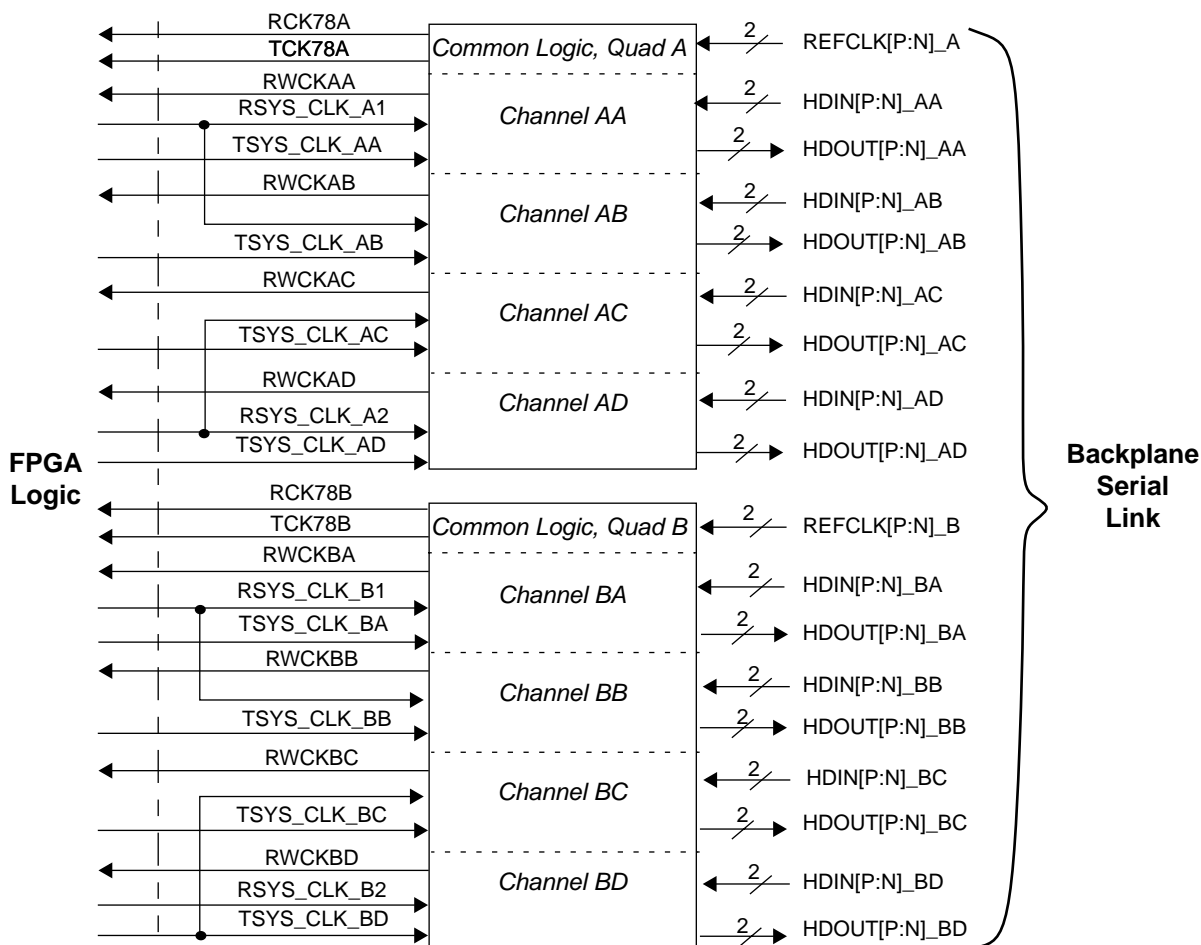 RCK78A
TCK78A
Common Logic, Quad A
2
REFCLK[P:N]_A
RWCKAA
RSYS_CLK_A1
TSYS_CLK_AA
Channel AA
2
HDIN[P:N]_AA
2
HDOUT[P:N]_AA
RWCKAB
TSYS_CLK_AB
Channel AB
2
HDIN[P:N]_AB
2
HDOUT[P:N]_AB
RWCKAC
TSYS_CLK_AC
Channel AC
2
HDIN[P:N]_AC
2
HDOUT[P:N]_AC
RWCKAD
RSYS_CLK_A2
TSYS_CLK_AD
Channel AD
2
HDIN[P:N]_AD
2
HDOUT[P:N]_AD
FPGA
Logic
Backplane
Serial
Link
RCK78B
TCK78B
Common Logic, Quad B
2
REFCLK[P:N]_B
RWCKBA
RSYS_CLK_B1
TSYS_CLK_BA
Channel BA
2
HDIN[P:N]_BA
2
HDOUT[P:N]_BA
RWCKBB
TSYS_CLK_BB
Channel BB
2
HDIN[P:N]_BB
2
HDOUT[P:N]_BB
RWCKBC
TSYS_CLK_BC
Channel BC
2
HDIN[P:N]_BC
2
HDOUT[P:N]_BC
RWCKBD
RSYS_CLK_B2
TSYS_CLK_BD
Channel BD
2
HDIN[P:N]_BD
2
HDOUT[P:N]_BD